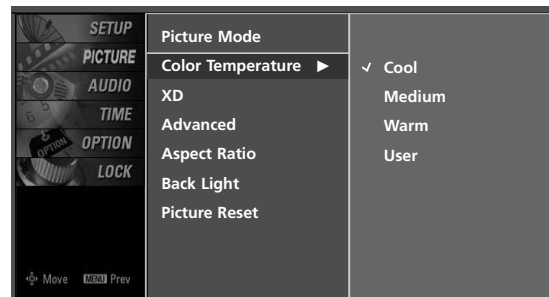 SETUP
PICTURE
AUDIO
TIME
OPTION
LOCK
Move MENU Prev
Picture Mode
Color Temperature ▶
XD
Advanced
Aspect Ratio
Back Light
Picture Reset
✓ Cool
Medium
Warm
User